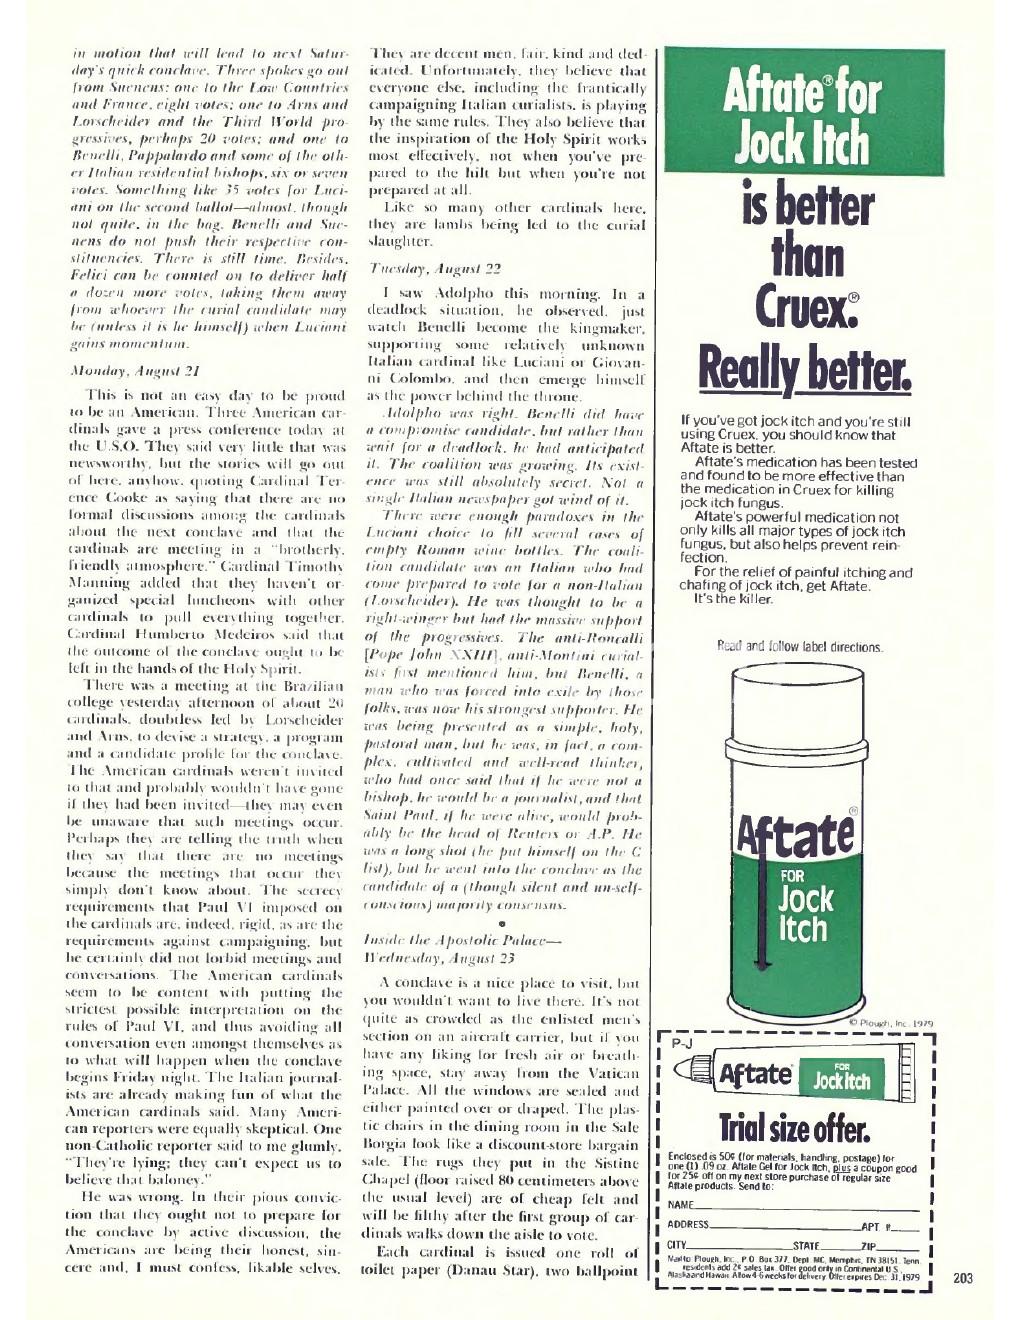 in motion that will lead to next Satur-
day's quick conclave. Three spokes go out
from Suenens: one to the Low Countries
and France, eight votes; one to Arns and
Lorscheider and the Third World pro-
gressives, perhaps 20 votes; and one to
Benelli, Pappalardo and some of the oth-
er Italian residential bishops, six or seven
votes. Something like 35 votes for Luci-
ani on the second ballot—almost, though
not quite, in the bag. Benelli and Sue-
nens do not push their respective con-
stituencies. There is still time. Besides,
Felici can be counted on to deliver half
a dozen more votes, taking them away
from whoever the curial candidate may
be (unless it is he himself) when Luciani
gains momentum.
Monday, August 21
This is not an easy day to be proud
to be an American. Three American car-
dinals gave a press conference today at
the U.S.O. They said very little that was
newsworthy, but the stories will go out
of here, anyhow, quoting Cardinal Ter-
ence Cooke as saying that there are no
formal discussions among the cardinals
about the next conclave and that the
cardinals are meeting in a "brotherly,
friendly atmosphere." Cardinal Timothy
Manning added that they haven't or-
ganized special luncheons with other
cardinals to pull everything together.
Cardinal Humberto Medeiros said that
the outcome of the conclave ought to be
left in the hands of the Holy Spirit.
There was a meeting at the Brazilian
college yesterday afternoon of about 20
cardinals, doubtless led by Lorscheider
and Arns, to devise a strategy, a program
and a candidate profile for the conclave.
The American cardinals weren't invited
to that and probably wouldn't have gone
if they had been invited—they may even
be unaware that such meetings occur.
Perhaps they are telling the truth when
they say that there are no meetings
because the meetings that occur they
simply don't know about. The secrecy
requirements that Paul VI imposed on
the cardinals are, indeed, rigid, as are the
requirements against campaigning, but
he certainly did not forbid meetings and
conversations. The American cardinals
seem to be content with putting the
strictest possible interpretation on the
rules of Paul VI, and thus avoiding all
conversation even amongst themselves as
to what will happen when the conclave
begins Friday night. The Italian journal-
ists are already making fun of what the
American cardinals said. Many Ameri-
can reporters were equally skeptical. One
non-Catholic reporter said to me glumly,
"They're lying; they can't expect us to
believe that baloney."
He was wrong. In their pious convic-
tion that they ought not to prepare for
the conclave by active discussion, the
Americans are being their honest, sin-
cere and, I must confess, likable selves.
They are decent men, fair, kind and ded-
icated. Unfortunately, they believe that
everyone else, including the frantically
campaigning Italian curialists, is playing
by the same rules. They also believe that
the inspiration of the Holy Spirit works
most effectively, not when you've pre-
pared to the hilt but when you're not
prepared at all.
Like so many other cardinals here,
they are lambs being led to the curial
slaughter.
Tuesday, August 22
I saw Adolpho this morning. In a
deadlock situation, he observed, just
watch Benelli become the kingmaker,
supporting some relatively unknown
Italian cardinal like Luciani or Giovan-
ni Colombo, and then emerge himself
as the power behind the throne.
Adolpho was right. Benelli did have
a compromise candidate, but rather than
wait for a deadlock, he had anticipated
it. The coalition was growing. Its exist-
ence was still absolutely secret. Not a
single Italian newspaper got wind of it.
There were enough paradoxes in the
Luciani choice to fill several cases of
empty Roman wine bottles. The coali-
tion candidate was an Italian who had
come prepared to vote for a non-Italian
(Lorscheider). He was thought to be a
right-winger but had the massive support
of the progressives. The anti-Roncalli
[Pope John XXIII], anti-Montini curial-
ists first mentioned him, but Benelli, a
man who was forced into exile by those
folks, was now his strongest supporter. He
was being presented as a simple, holy,
pastoral man, but he was, in fact, a com-
plex, cultivated and well-read thinker,
who had once said that if he were not a
bishop, he would be a journalist, and that
Saint Paul, if he were alive, would prob-
ably be the head of Reuters or A.P. He
was a long shot (he put himself on the C
list), but he went into the conclave as the
candidate of a (though silent and un-self-
conscious) majority consensus.
•
Inside the Apostolic Palace—
Wednesday, August 23
A conclave is a nice place to visit, but
you wouldn't want to live there. It's not
quite as crowded as the enlisted men's
section on an aircraft carrier, but if you
have any liking for fresh air or breath-
ing space, stay away from the Vatican
Palace. All the windows are sealed and
either painted over or draped. The plas-
tic chairs in the dining room in the Sale
Borgia look like a discount-store bargain
sale. The rugs they put in the Sistine
Chapel (floor raised 80 centimeters above
the usual level) are of cheap felt and
will be filthy after the first group of car-
dinals walks down the aisle to vote.
Each cardinal is issued one roll of
toilet paper (Danau Star), two ballpoint
Aftate® for
Jock Itch
is better
than
Cruex.®
Really better.
If you've got jock itch and you're still
using Cruex, you should know that
Aftate is better.
Aftate's medication has been tested
and found to be more effective than
the medication in Cruex for killing
jock itch fungus.
Aftate's powerful medication not
only kills all major types of jock itch
fungus, but also helps prevent rein-
fection.
For the relief of painful itching and
chafing of jock itch, get Aftate.
It's the killer.
Read and follow label directions.
Aftate®
FOR
Jock
Itch
© Plough, Inc. 1979
P-J
Aftate® FOR Jock Itch
Trial size offer.
Enclosed is 50¢ (for materials, handling, postage) for
one (1) .09 oz. Aftate Gel for Jock Itch, plus a coupon good
for 25¢ off on my next store purchase of regular size
Aftate products. Send to:
NAME
ADDRESS APT. #
CITY STATE ZIP
Mail to Plough, Inc., P.O. Box 377, Dept. MC, Memphis, TN 38151. Tenn.
residents add 2¢ sales tax. Offer good only in Continental U.S.,
Alaska and Hawaii. Allow 4-6 weeks for delivery. Offer expires Dec. 31, 1979
203